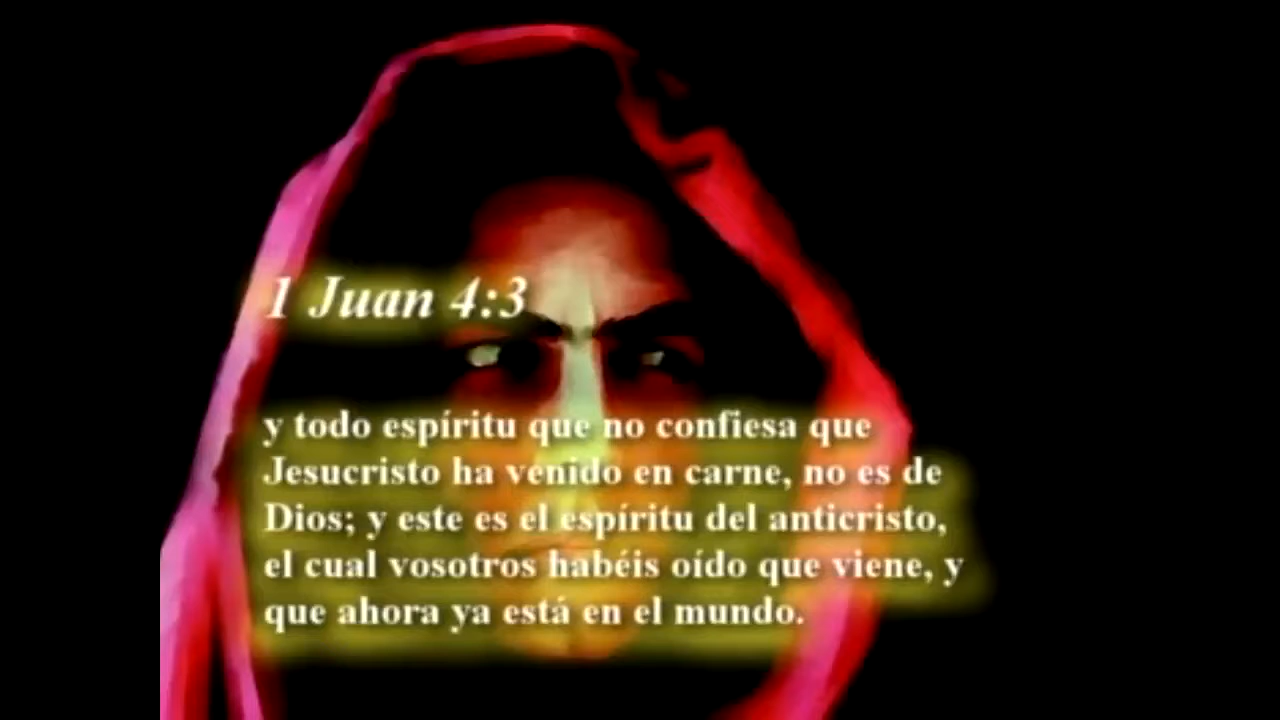 1 Juan 4:3
y todo espíritu que no confiesa que
Jesucristo ha venido en carne, no es de
Dios; y este es el espíritu del anticristo,
el cual vosotros habéis oído que viene, y
que ahora ya está en el mundo.